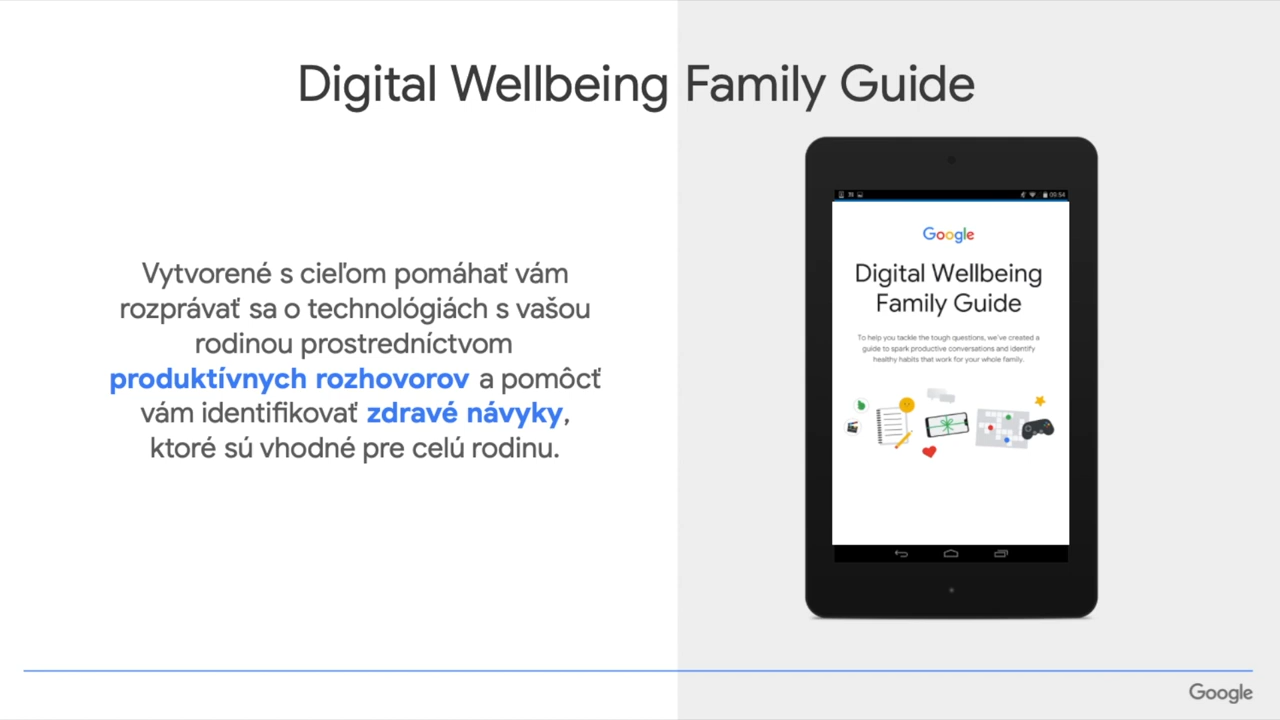 Digital Wellbeing Family Guide
Vytvorené s cieľom pomáhať vám
rozprávať sa o technológiách s vašou
rodinou prostredníctvom
produktívnych rozhovorov a pomôcť
vám identifikovať zdravé návyky,
ktoré sú vhodné pre celú rodinu.
05:54
Google
Digital Wellbeing
Family Guide
To help you tackle the tough questions, we've created a
guide to spark productive conversations and identify
healthy habits that work for your whole family.
Google